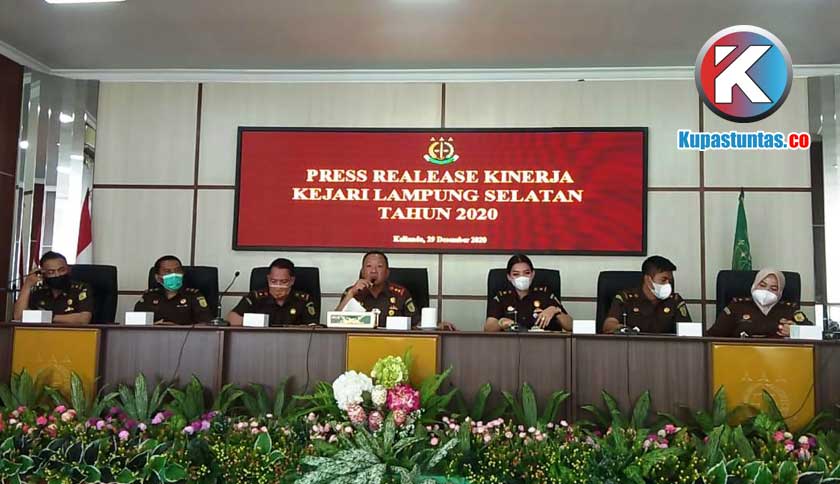 K
Kupastuntas.co
PRESS REALEASE KINERJA
KEJARI LAMPUNG SELATAN
TAHUN 2020
Kalianda, 29 Desember 2020